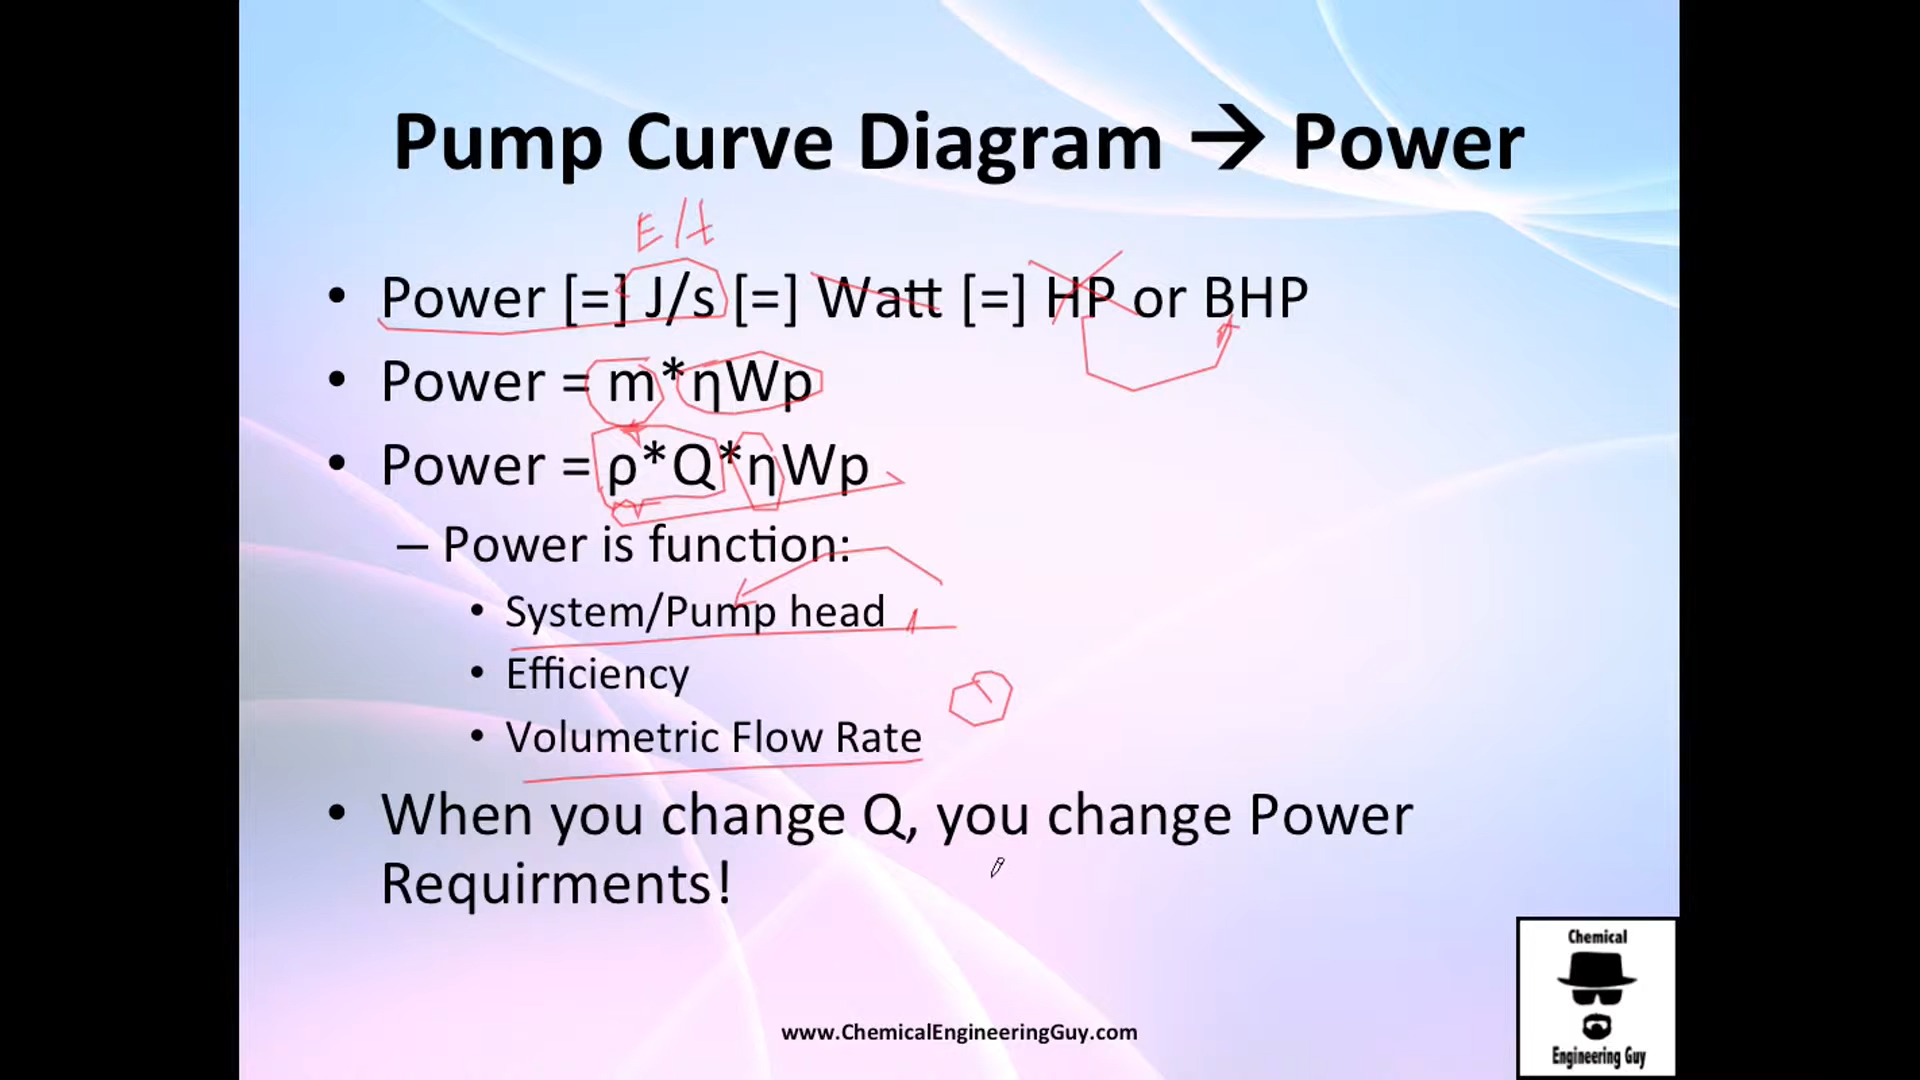 Pump Curve Diagram → Power
E/t
• Power [=] J/s [=] Watt [=] HP or BHP
• Power = m*ηWp
• Power = ρ*Q*ηWp
– Power is function:
• System/Pump head
• Efficiency
• Volumetric Flow Rate
• When you change Q, you change Power
Requirments!
www.ChemicalEngineeringGuy.com
Chemical
Engineering Guy